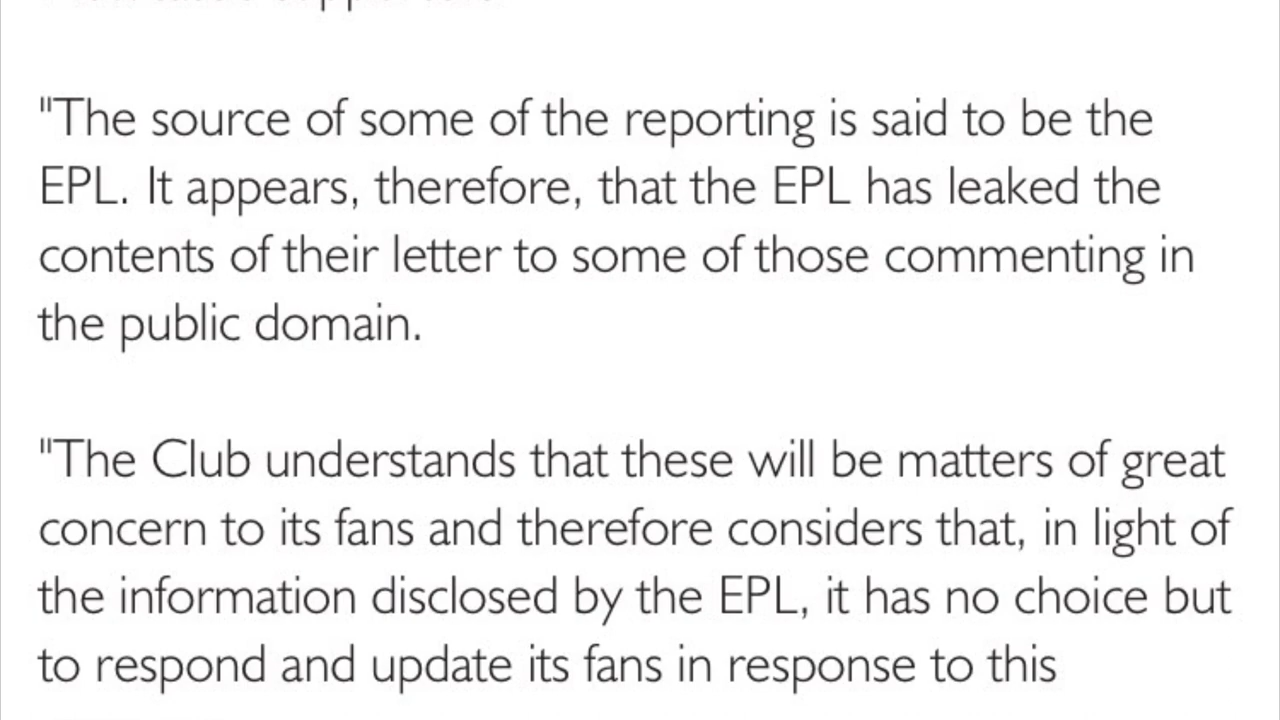 "The source of some of the reporting is said to be the
EPL. It appears, therefore, that the EPL has leaked the
contents of their letter to some of those commenting in
the public domain.
"The Club understands that these will be matters of great
concern to its fans and therefore considers that, in light of
the information disclosed by the EPL, it has no choice but
to respond and update its fans in response to this